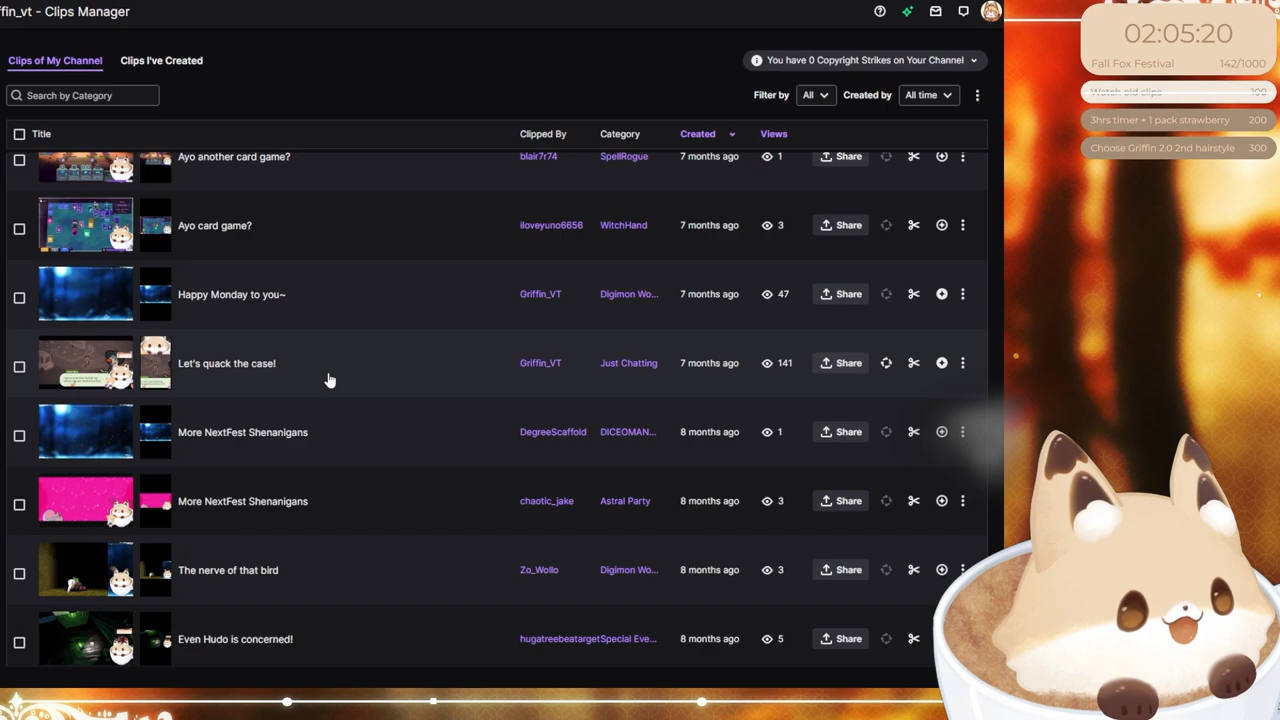 fin_vt - Clips Manager
Clips of My Channel
Clips I've Created
You have 0 Copyright Strikes on Your Channel
Search by Category
Filter by All
Created by All time
Title Clipped By Category Created Views
Ayo another card game? blair7r74 SpellRogue 7 months ago 1 Share
Ayo card game? iloveyuno6656 WitchHand 7 months ago 3 Share
Happy Monday to you~ Griffin_VT Digimon Wo... 7 months ago 47 Share
Let's quack the case! Griffin_VT Just Chatting 7 months ago 141 Share
More NextFest Shenanigans DegreeScaffold DICEOMAN... 8 months ago 1 Share
More NextFest Shenanigans chaotic_jake Astral Party 8 months ago 3 Share
The nerve of that bird Zo_Wollo Digimon Wo... 8 months ago 3 Share
Even Hudo is concerned! hugatreebeatarget Special Eve... 8 months ago 5 Share
02:05:20
Fall Fox Festival 142/1000
Watch old clips 100
3hrs timer + 1 pack strawberry 200
Choose Griffin 2.0 2nd hairstyle 300